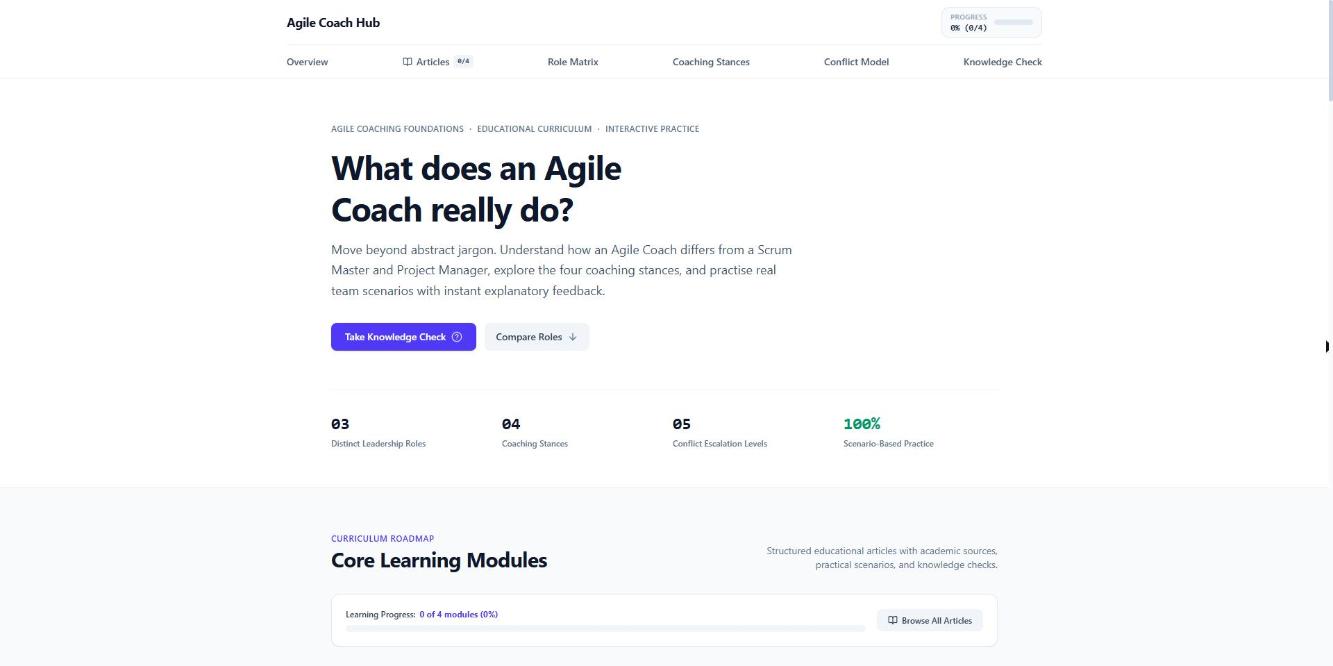 Agile Coach Hub
PROGRESS
0% (0/4)
Overview
Articles 0/4
Role Matrix
Coaching Stances
Conflict Model
Knowledge Check
AGILE COACHING FOUNDATIONS · EDUCATIONAL CURRICULUM · INTERACTIVE PRACTICE
What does an Agile
Coach really do?
Move beyond abstract jargon. Understand how an Agile Coach differs from a Scrum
Master and Project Manager, explore the four coaching stances, and practise real
team scenarios with instant explanatory feedback.
Take Knowledge Check
Compare Roles
03
Distinct Leadership Roles
04
Coaching Stances
05
Conflict Escalation Levels
100%
Scenario-Based Practice
CURRICULUM ROADMAP
Core Learning Modules
Structured educational articles with academic sources,
practical scenarios, and knowledge checks.
Learning Progress: 0 of 4 modules (0%)
Browse All Articles